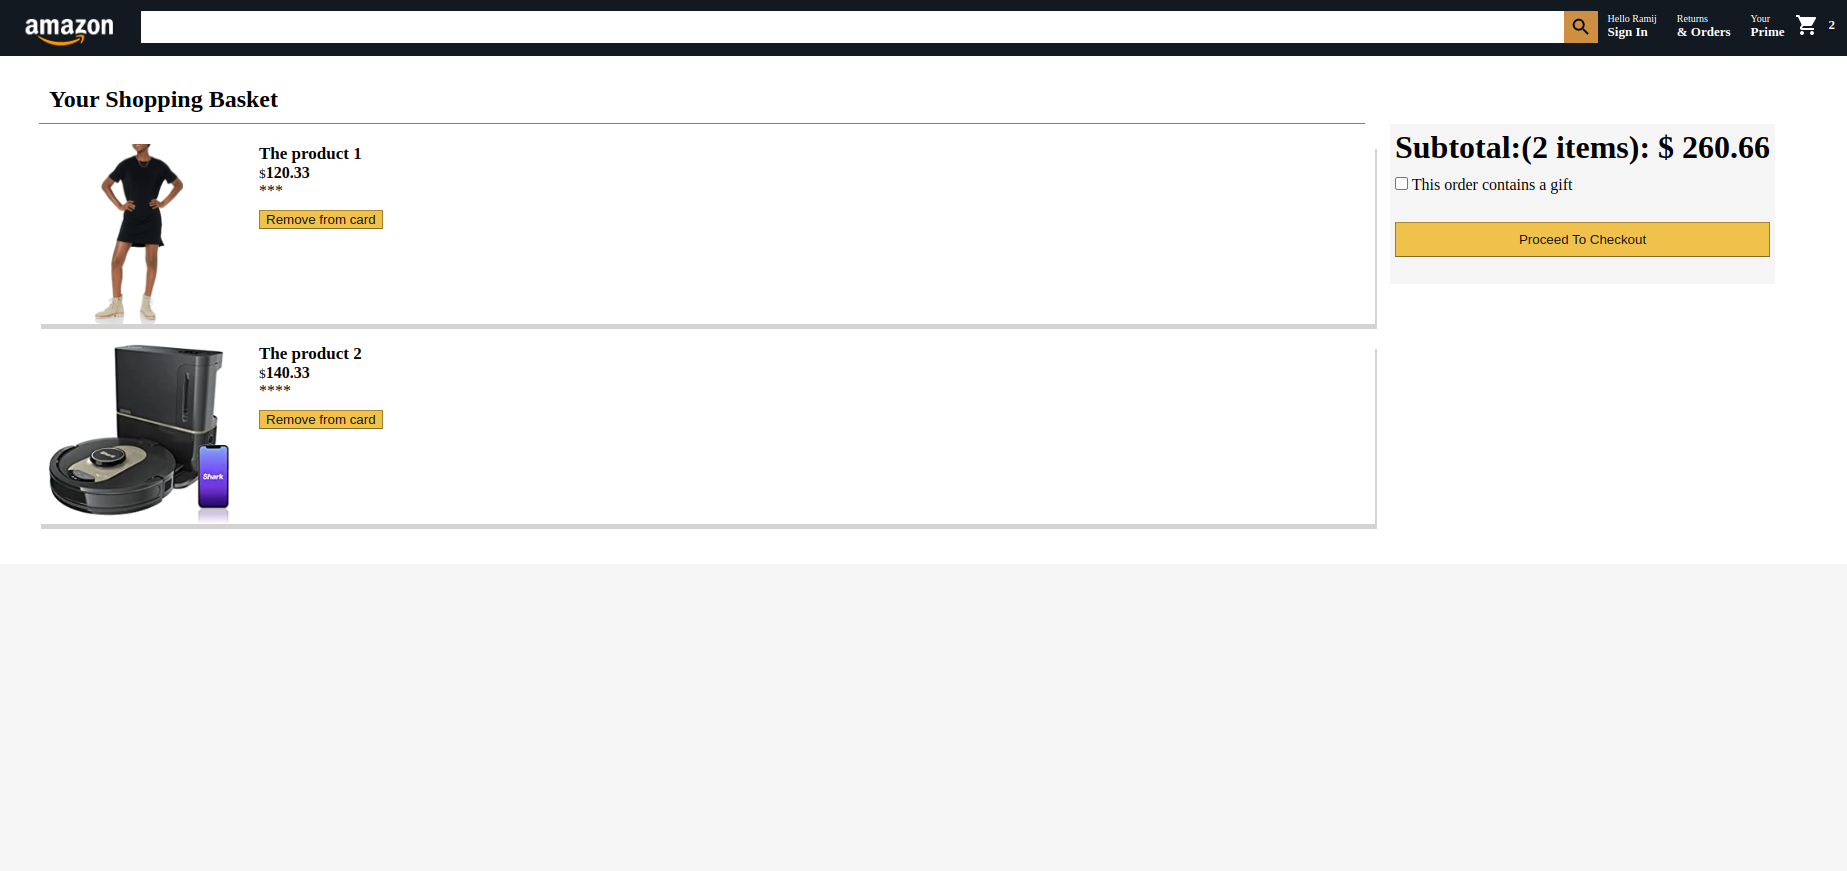 amazon
Hello Ramij
Sign In
Returns
& Orders
Your
Prime
2
Your Shopping Basket
The product 1
$120.33
***
Remove from card
Subtotal:(2 items): $ 260.66
This order contains a gift
Proceed To Checkout
The product 2
$140.33
****
Remove from card
Shark